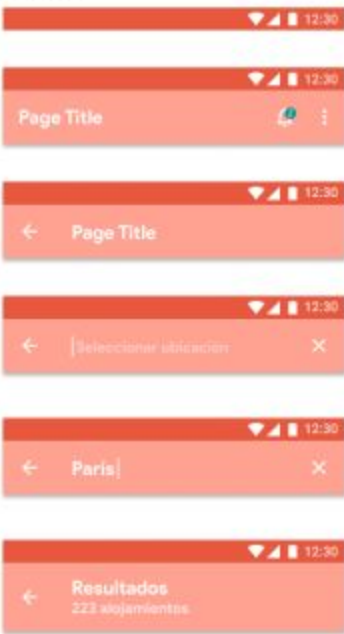 12:30
12:30
Page Title
12:30
Page Title
12:30
Seleccionar ubicación
12:30
París
12:30
Resultados
223 alojamientos